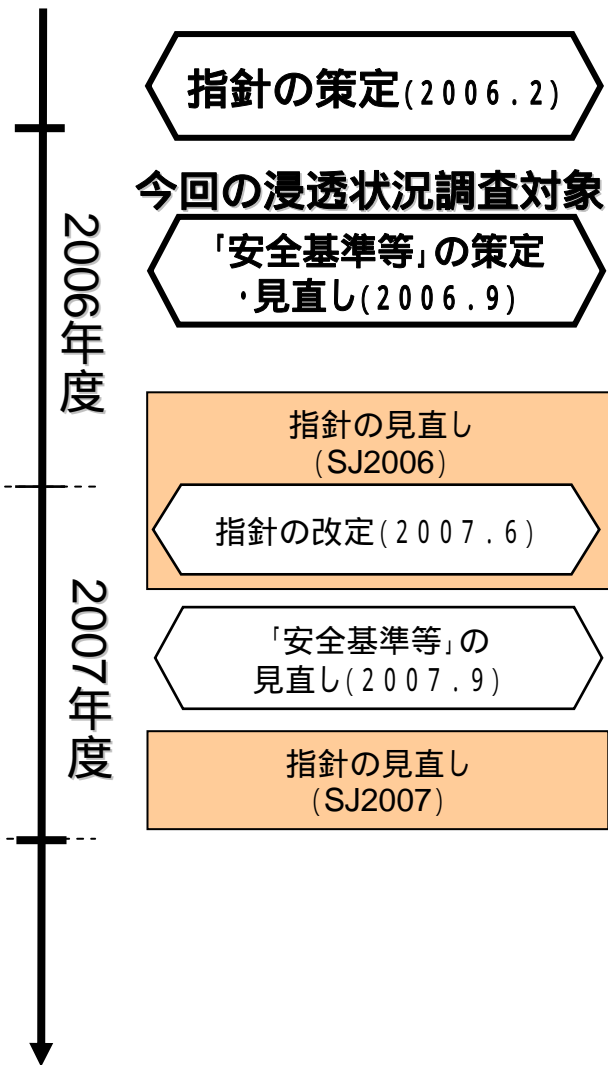 指針の策定(2006.2)
今回の浸透状況調査対象
「安全基準等」の策定
・見直し(2006.9)
2006年度
指針の見直し
(SJ2006)
指針の改定(2007.6)
2007年度
「安全基準等」の
見直し(2007.9)
指針の見直し
(SJ2007)